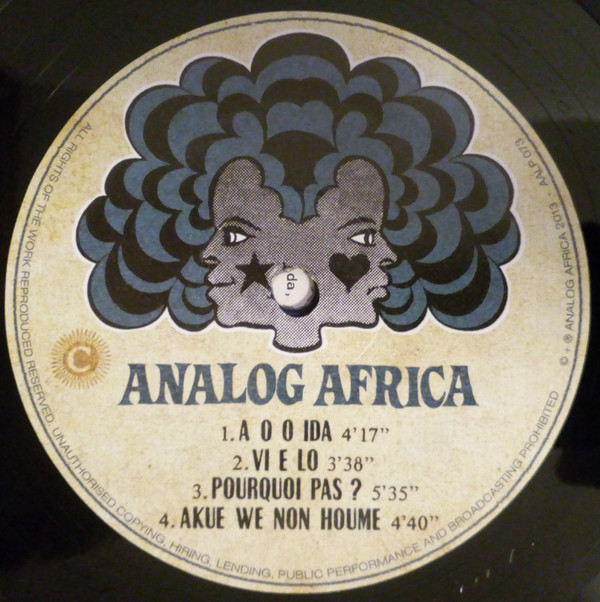 ANALOG AFRICA
1. A O O IDA 4'17"
2. VI E LO 3'38"
3. POURQUOI PAS ? 5'35"
4. AKUE WE NON HOUME 4'40"
C
da,
ALL RIGHTS OF THE WORK REPRODUCED RESERVED. UNAUTHORISED COPYING, HIRING, LENDING, PUBLIC PERFORMANCE AND BROADCASTING PROHIBITED
© + ℗ ANALOG AFRICA 2013 - AALP 073